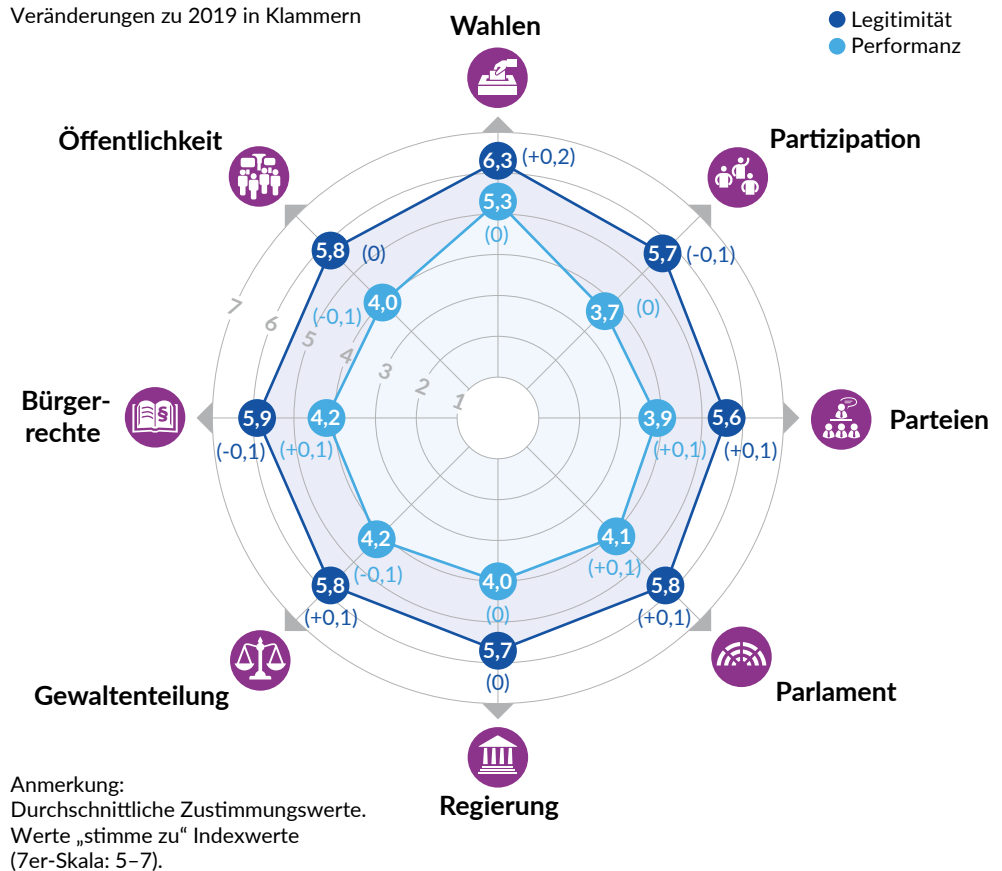 Veränderungen zu 2019 in Klammern
Legitimität
Performanz
Wahlen
Öffentlichkeit
Partizipation
6,3 (+0,2)
5,3
(0)
5,8 (0)
5,7 (-0,1)
4,0
(-0,1)
3,7 (0)
7
6
5
4
3
2
1
Bürger-
rechte
§
5,9
(-0,1)
4,2
(+0,1)
3,9
(+0,1)
5,6
(+0,1)
Parteien
4,2
(-0,1)
4,1
(+0,1)
5,8
(+0,1)
4,0
(0)
5,8
(+0,1)
5,7
(0)
Gewaltenteilung
Parlament
Regierung
Anmerkung:
Durchschnittliche Zustimmungswerte.
Werte „stimme zu“ Indexwerte
(7er-Skala: 5–7).